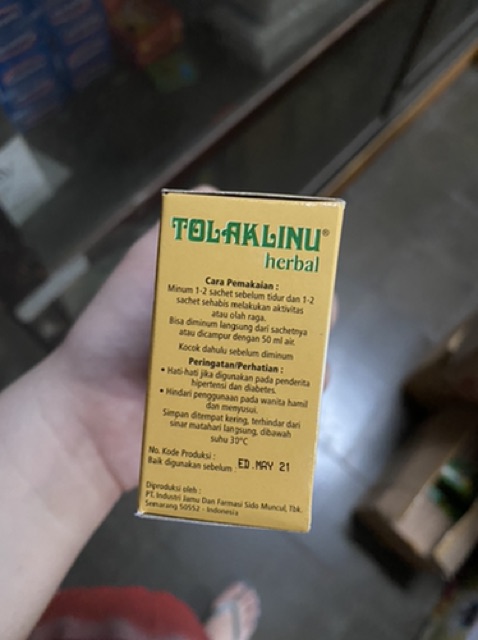 TOLAKLINU®
herbal
Cara Pemakaian :
Minum 1-2 sachet sebelum tidur dan 1-2
sachet sehabis melakukan aktivitas
atau olah raga.
Bisa diminum langsung dari sachetnya
atau dicampur dengan 50 ml air.
Kocok dahulu sebelum diminum
Peringatan/Perhatian :
• Hati-hati jika digunakan pada penderita
hipertensi dan diabetes.
• Hindari penggunaan pada wanita hamil
dan menyusui.
Simpan ditempat kering, terhindar dari
sinar matahari langsung, dibawah
suhu 30°C
No. Kode Produksi :
Baik digunakan sebelum : ED.MAY 21
Diproduksi oleh :
PT. Industri Jamu Dan Farmasi Sido Muncul, Tbk.
Semarang 50552 - Indonesia